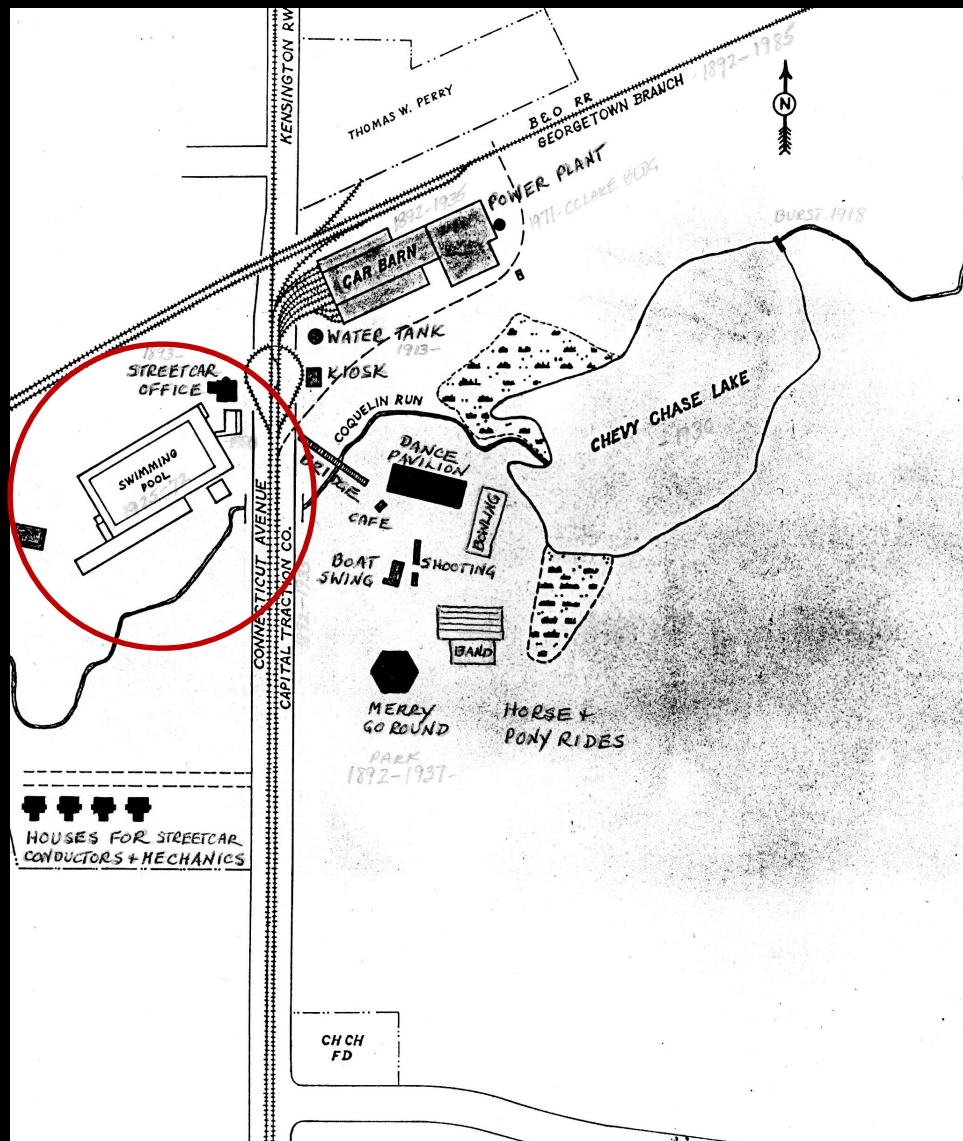 KENSINGTON RW
THOMAS W. PERRY
B&O RR
GEORGETOWN BRANCH
1892-1985
N
POWER PLANT
1892-1935
1971-CC LAKE BLDG
BURST 1918
CAR BARN
WATER TANK
1913-
KIOSK
1893-
STREETCAR
OFFICE
COQUELIN RUN
CHEVY CHASE LAKE
SWIMMING
POOL
BRIDGE
DANCE
PAVILION
CAFE
BOWLING
BOAT
SWING
SHOOTING
BAND
CONNECTICUT AVENUE
CAPITAL TRACTION CO.
MERRY
GO ROUND
HORSE +
PONY RIDES
PARK
1892-1937-
HOUSES FOR STREETCAR
CONDUCTORS + MECHANICS
CH CH
FD